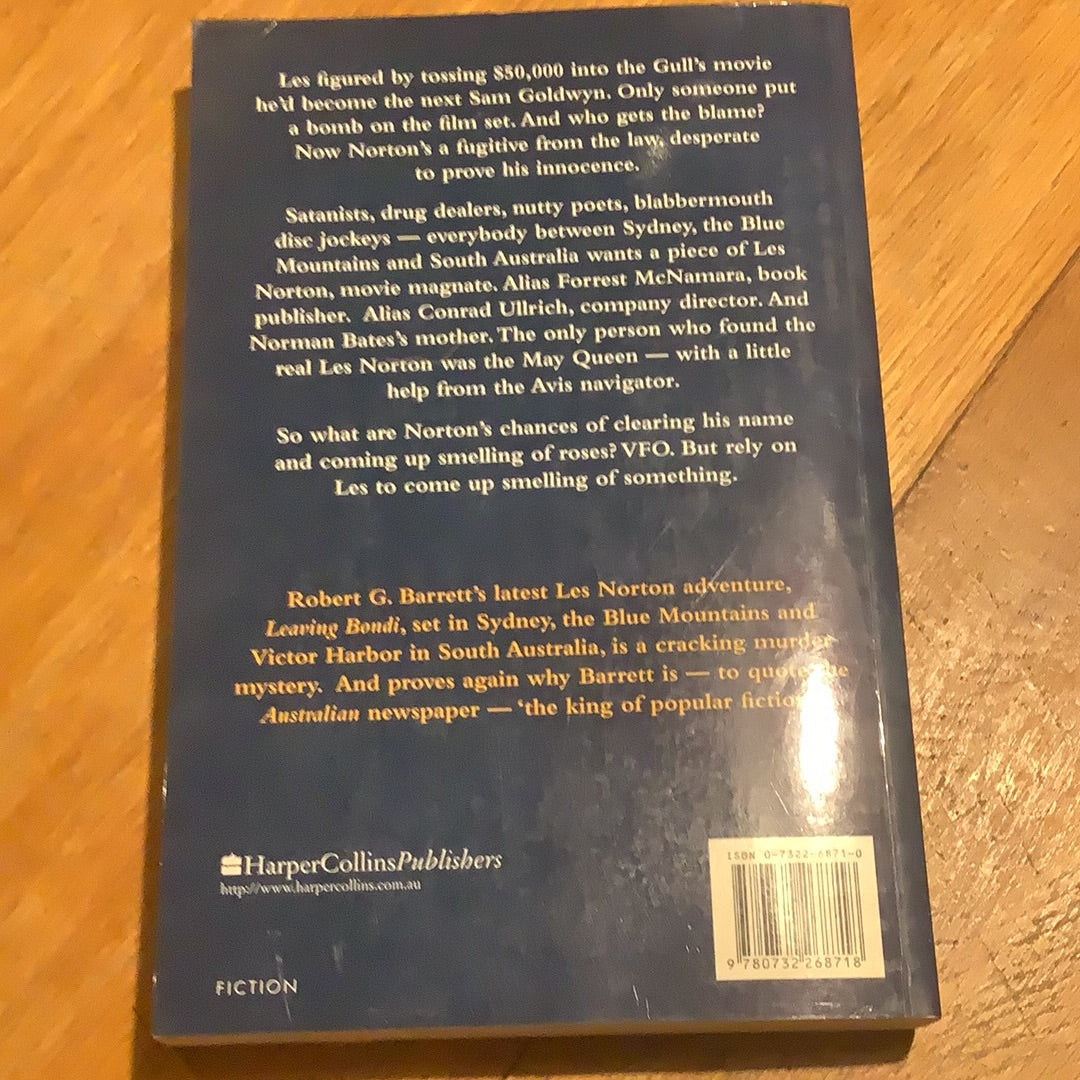 Les figured by tossing $50,000 into the Gull's movie
he'd become the next Sam Goldwyn. Only someone put
a bomb on the film set. And who gets the blame?
Now Norton's a fugitive from the law, desperate
to prove his innocence.
Satanists, drug dealers, nutty poets, blabbermouth
disc jockeys — everybody between Sydney, the Blue
Mountains and South Australia wants a piece of Les
Norton, movie magnate. Alias Forrest McNamara, book
publisher. Alias Conrad Ullrich, company director. And
Norman Bates's mother. The only person who found the
real Les Norton was the May Queen — with a little
help from the Avis navigator.
So what are Norton's chances of clearing his name
and coming up smelling of roses? VFO. But rely on
Les to come up smelling of something.
Robert G. Barrett's latest Les Norton adventure,
Leaving Bondi, set in Sydney, the Blue Mountains and
Victor Harbor in South Australia, is a cracking murder
mystery. And proves again why Barrett is — to quote the
Australian newspaper — 'the king of popular fiction
HarperCollinsPublishers
http://www.harpercollins.com.au
ISBN 0-7322-6871-0
9 780732 268718
FICTION